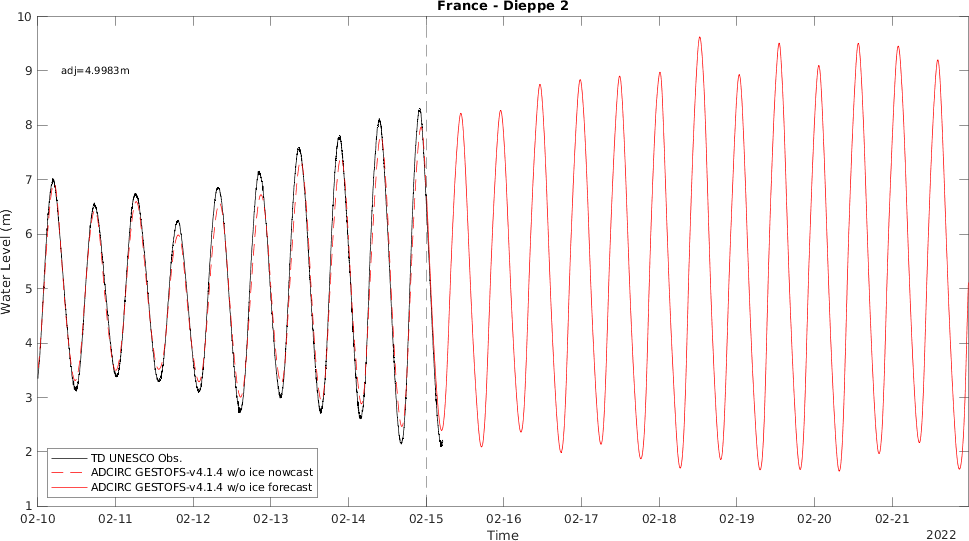 France - Dieppe 2
adj=4.9983m
Water Level (m)
10
9
8
7
6
5
4
3
2
1
TD UNESCO Obs.
ADCIRC GESTOFS-v4.1.4 w/o ice nowcast
ADCIRC GESTOFS-v4.1.4 w/o ice forecast
02-10 02-11 02-12 02-13 02-14 02-15 02-16 02-17 02-18 02-19 02-20 02-21
Time
2022